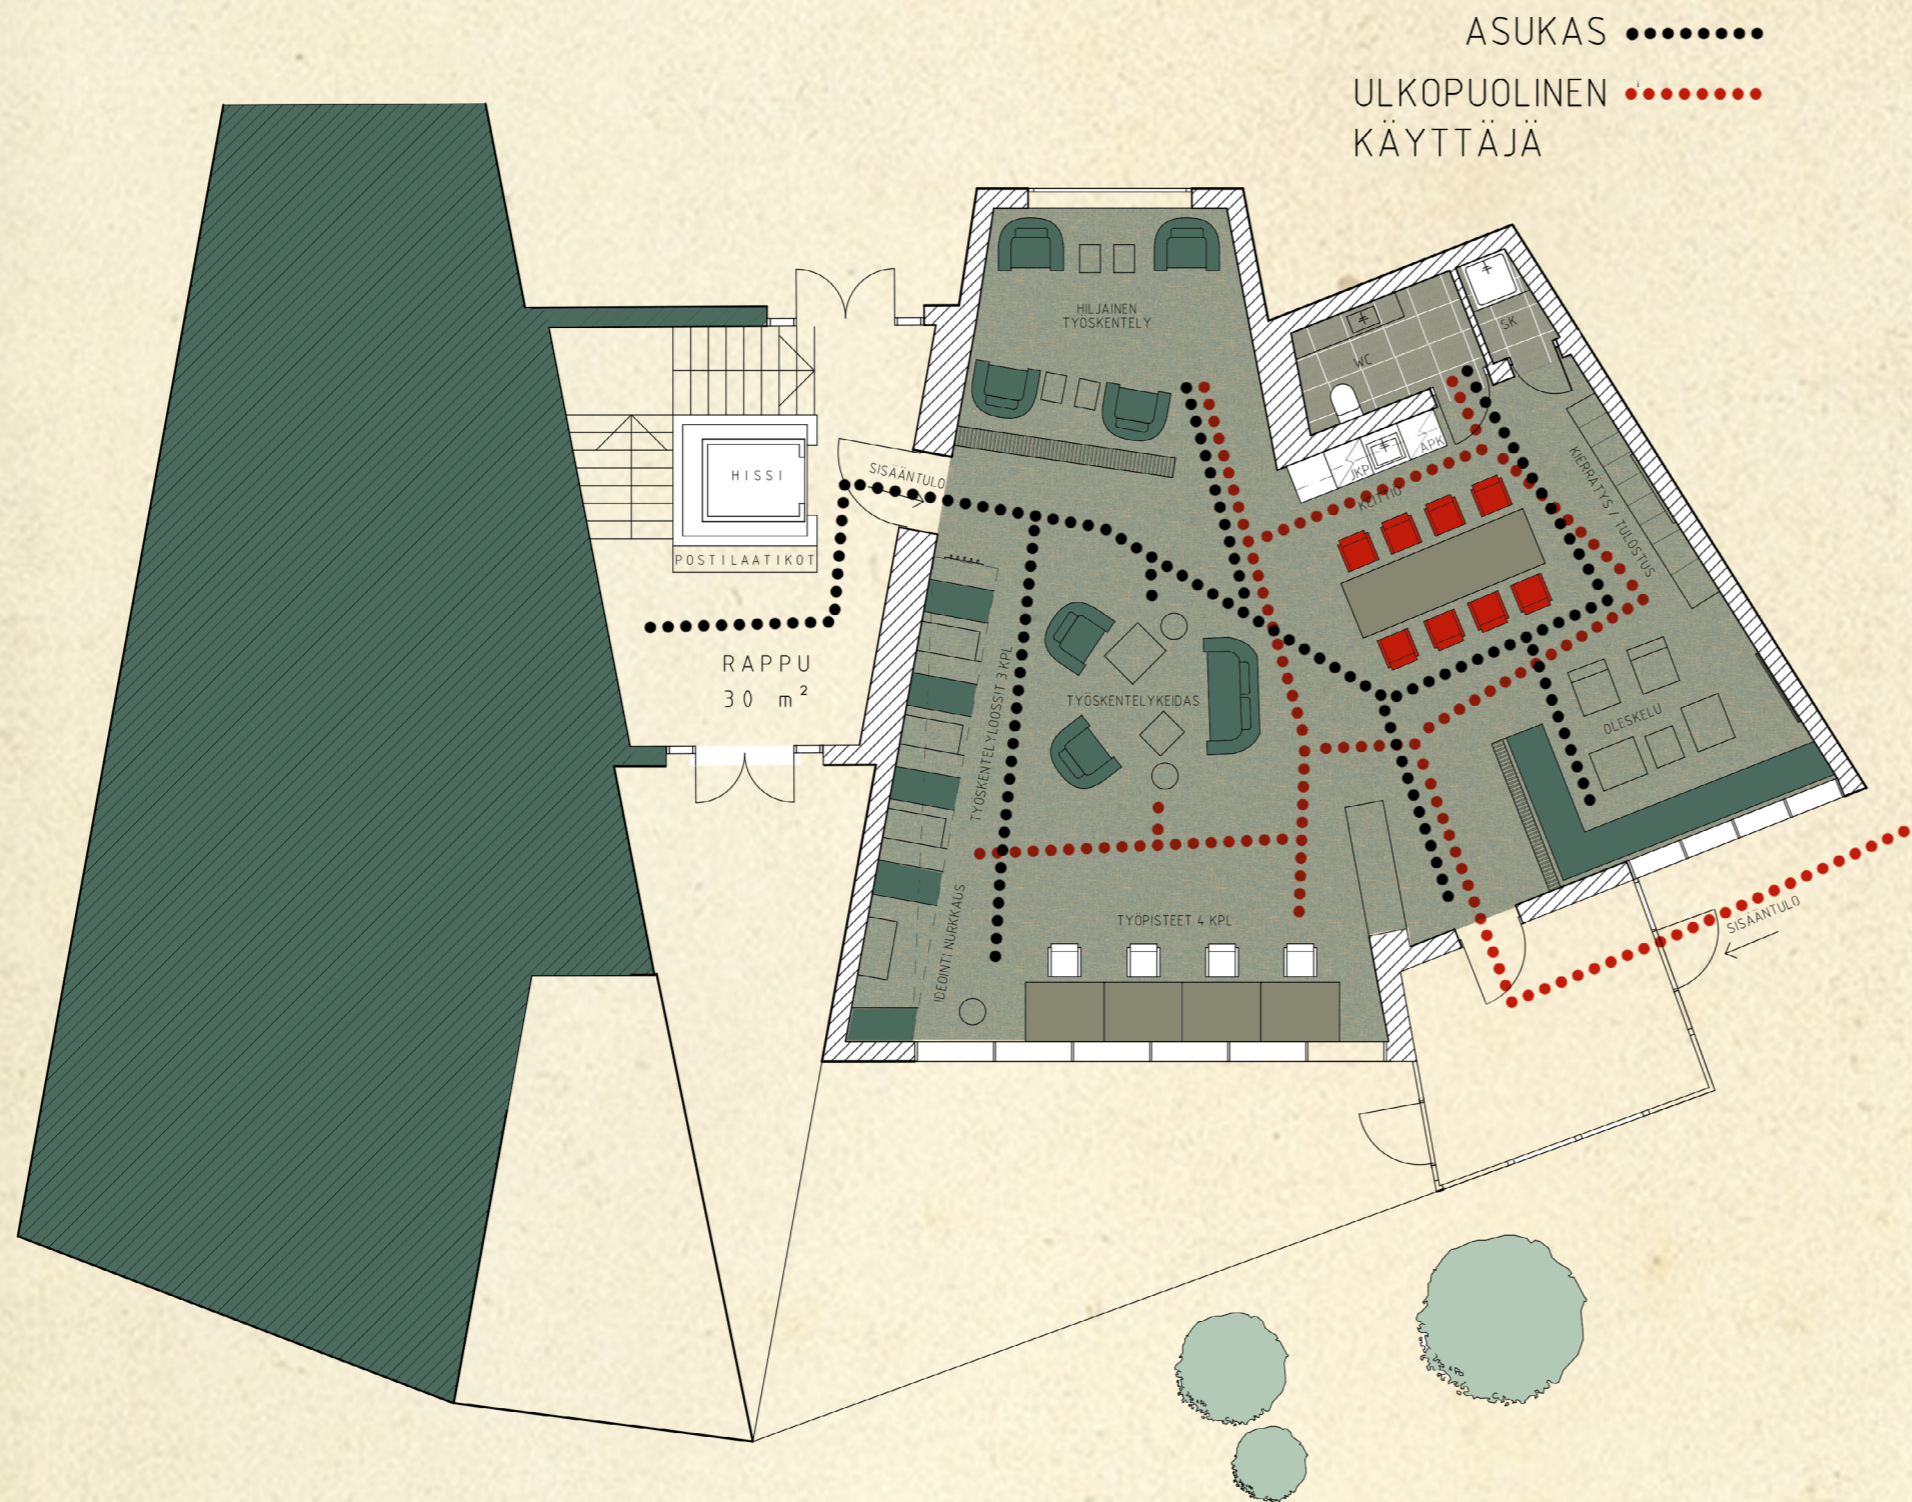 ASUKAS
ULKOPUOLINEN
KÄYTTÄJÄ
HILJAINEN
TYÖSKENTELY
WC
SK
JKP
APK
KEITTIÖ
KIERRÄTYS / TULOSTUS
SISÄÄNTULO
HISSI
POSTILAATIKOT
RAPPU
30 m²
TYÖSKENTELYLOOSSIT 3 KPL
TYÖSKENTELYKEIDAS
OLESKELU
IDEOINTI NURKKAUS
TYÖPISTEET 4 KPL
SISÄÄNTULO